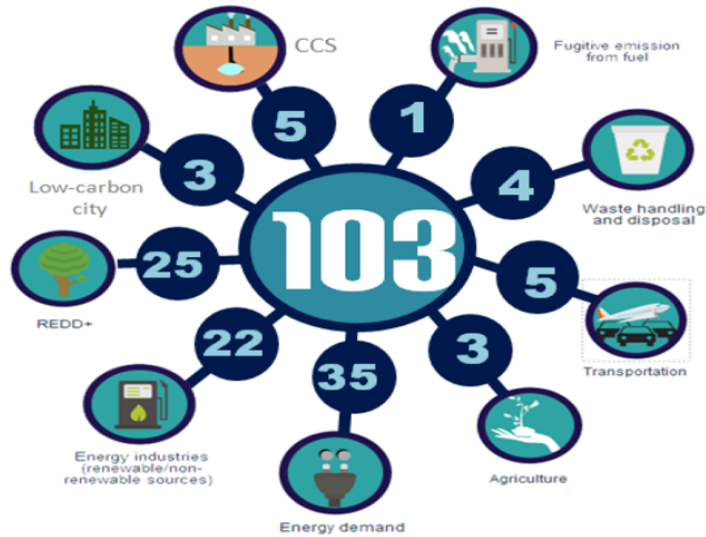 CCS
5
Fugitive emission
from fuel
1
Low-carbon
city
3
4
Waste handling
and disposal
103
25
REDD+
5
Transportation
22
Energy industries
(renewable/non-
renewable sources)
35
Energy demand
3
Agriculture